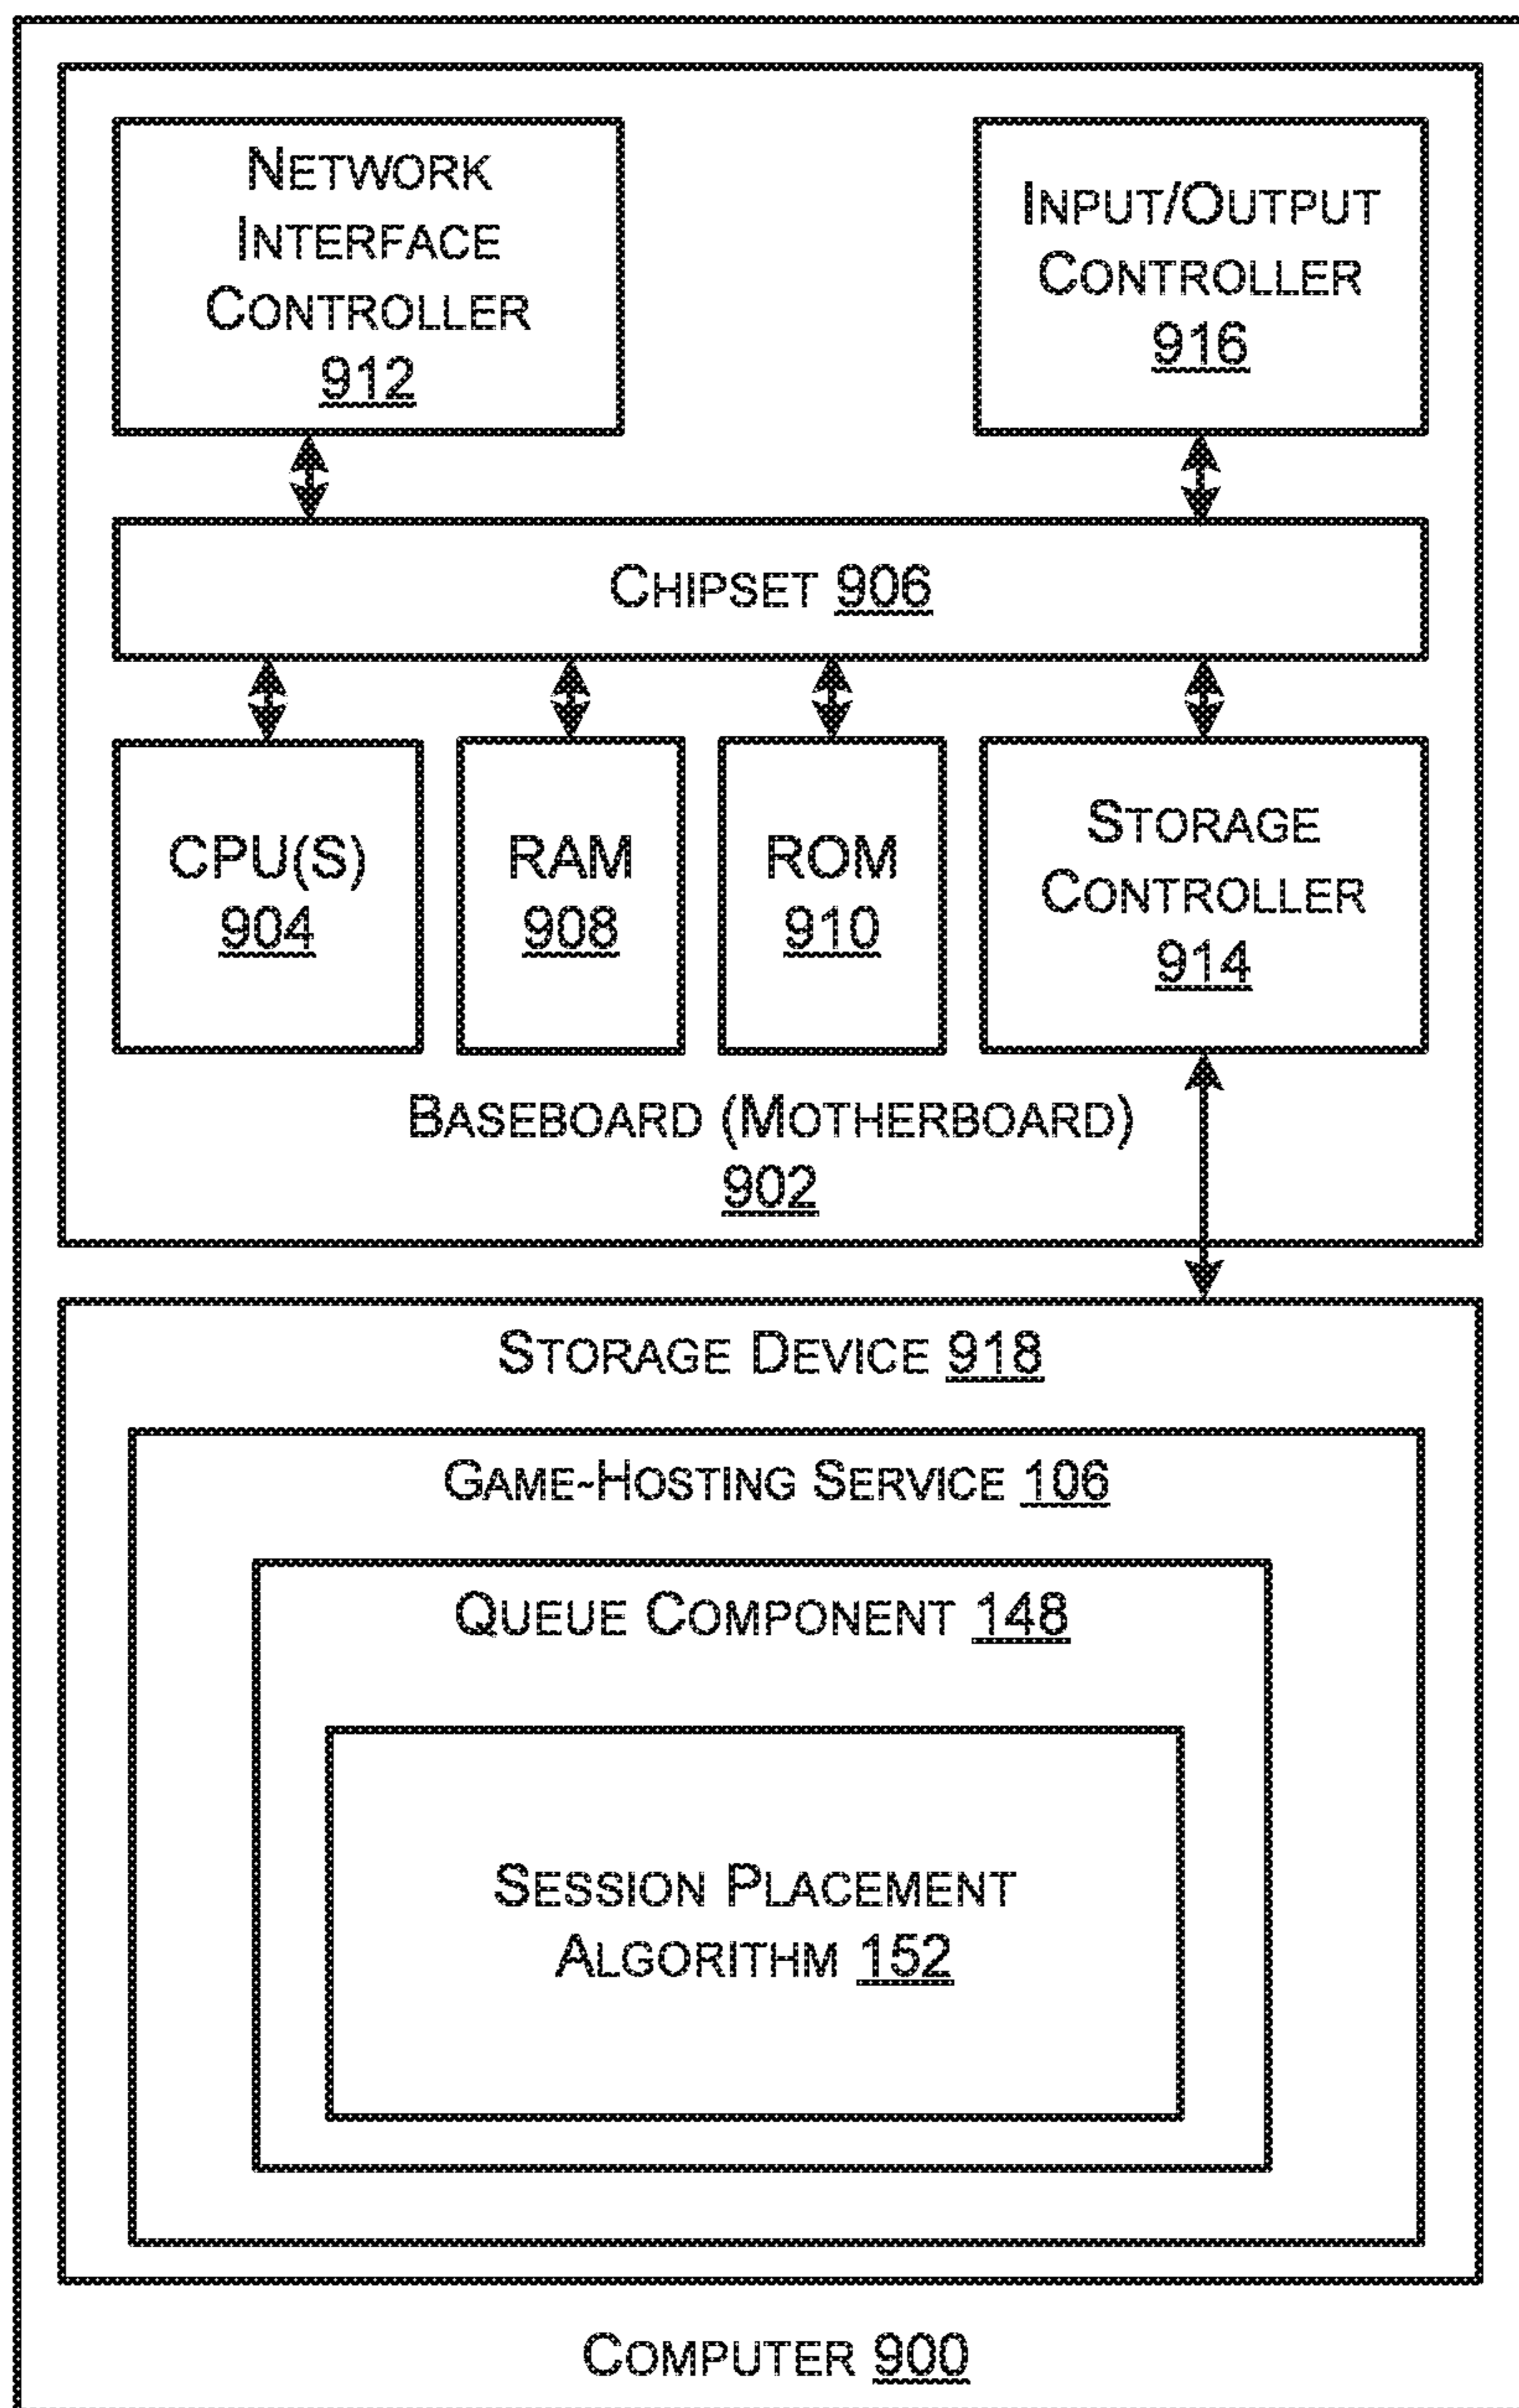 NETWORK
INTERFACE
CONTROLLER
912
INPUT/OUTPUT
CONTROLLER
916
CHIPSET 906
CPU(S)
904
RAM
908
ROM
910
STORAGE
CONTROLLER
914
BASEBOARD (MOTHERBOARD)
902
STORAGE DEVICE 918
GAME-HOSTING SERVICE 106
QUEUE COMPONENT 148
SESSION PLACEMENT
ALGORITHM 152
COMPUTER 900